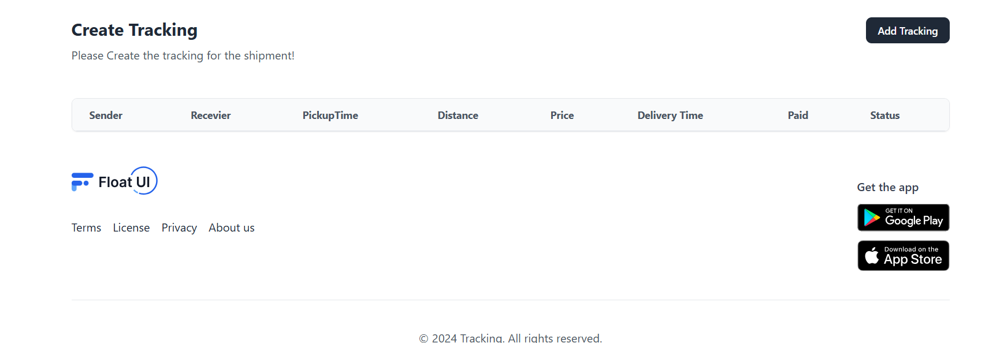 Create Tracking
Add Tracking
Please Create the tracking for the shipment!
Sender Recevier PickupTime Distance Price Delivery Time Paid Status
Float UI
Get the app
GET IT ON
Google Play
Terms License Privacy About us
Download on the
App Store
© 2024 Tracking. All rights reserved.